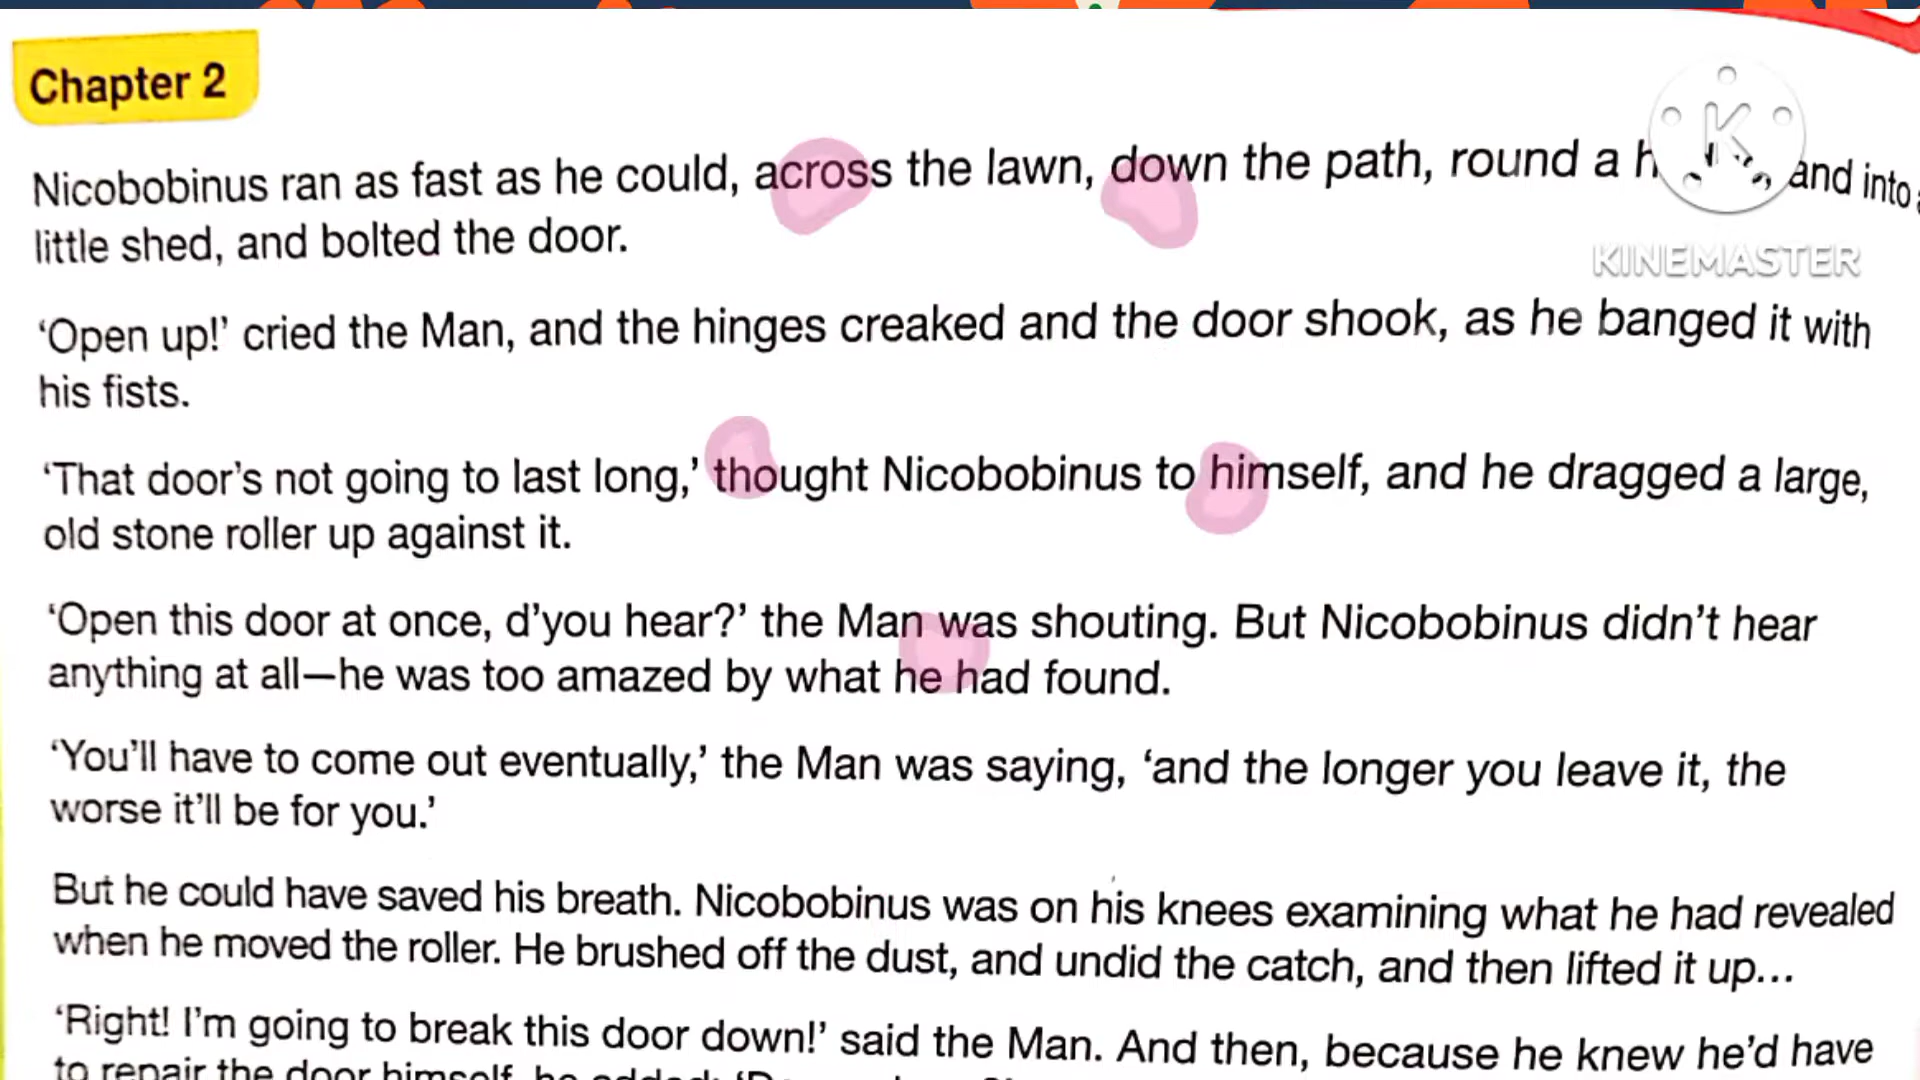 Chapter 2
Nicobobinus ran as fast as he could, across the lawn, down the path, round a and into
little shed, and bolted the door.
‘Open up!’ cried the Man, and the hinges creaked and the door shook, as he banged it with
his fists.
‘That door’s not going to last long,’ thought Nicobobinus to himself, and he dragged a large,
old stone roller up against it.
‘Open this door at once, d’you hear?’ the Man was shouting. But Nicobobinus didn’t hear
anything at all—he was too amazed by what he had found.
‘You’ll have to come out eventually,’ the Man was saying, ‘and the longer you leave it, the
worse it’ll be for you.’
But he could have saved his breath. Nicobobinus was on his knees examining what he had revealed
when he moved the roller. He brushed off the dust, and undid the catch, and then lifted it up...
‘Right! I’m going to break this door down!’ said the Man. And then, because he knew he’d have
to repair the door himself, he added:
K
KINEMASTER